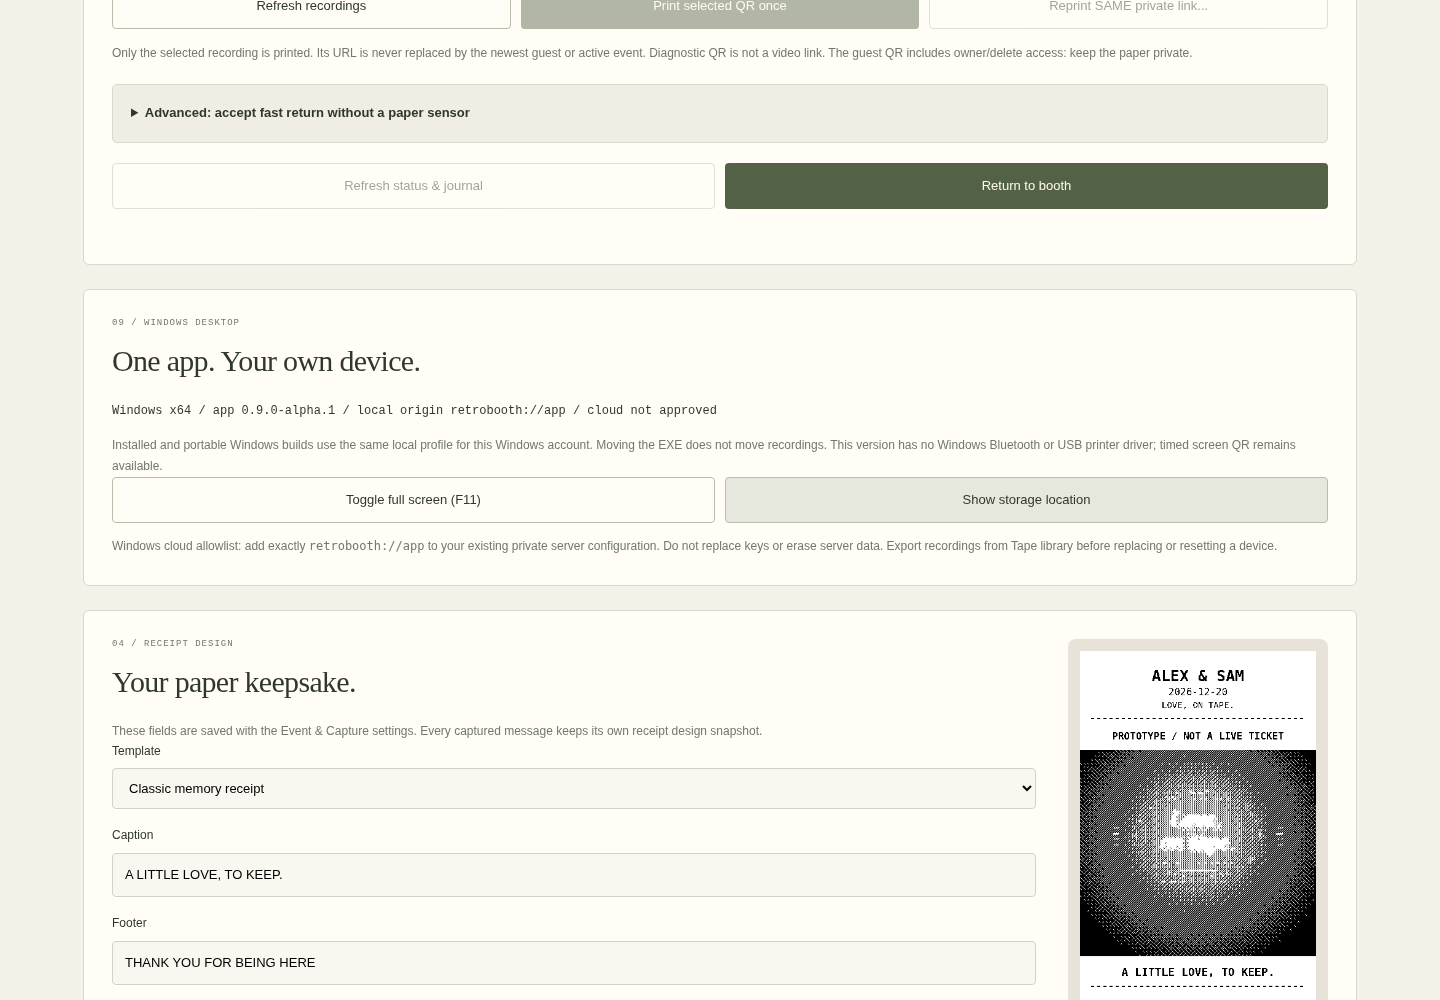 Refresh recordings
Print selected QR once
Reprint SAME private link...
Only the selected recording is printed. Its URL is never replaced by the newest guest or active event. Diagnostic QR is not a video link. The guest QR includes owner/delete access: keep the paper private.
Advanced: accept fast return without a paper sensor
Refresh status & journal
Return to booth
09 / WINDOWS DESKTOP
One app. Your own device.
Windows x64 / app 0.9.0-alpha.1 / local origin retrobooth://app / cloud not approved
Installed and portable Windows builds use the same local profile for this Windows account. Moving the EXE does not move recordings. This version has no Windows Bluetooth or USB printer driver; timed screen QR remains
available.
Toggle full screen (F11)
Show storage location
Windows cloud allowlist: add exactly retrobooth://app to your existing private server configuration. Do not replace keys or erase server data. Export recordings from Tape library before replacing or resetting a device.
04 / RECEIPT DESIGN
Your paper keepsake.
These fields are saved with the Event & Capture settings. Every captured message keeps its own receipt design snapshot.
Template
Classic memory receipt
Caption
A LITTLE LOVE, TO KEEP.
Footer
THANK YOU FOR BEING HERE
ALEX & SAM
2026-12-20
LOVE, ON TAPE.
PROTOTYPE / NOT A LIVE TICKET
Love,
on tape.
A LITTLE LOVE, TO KEEP.